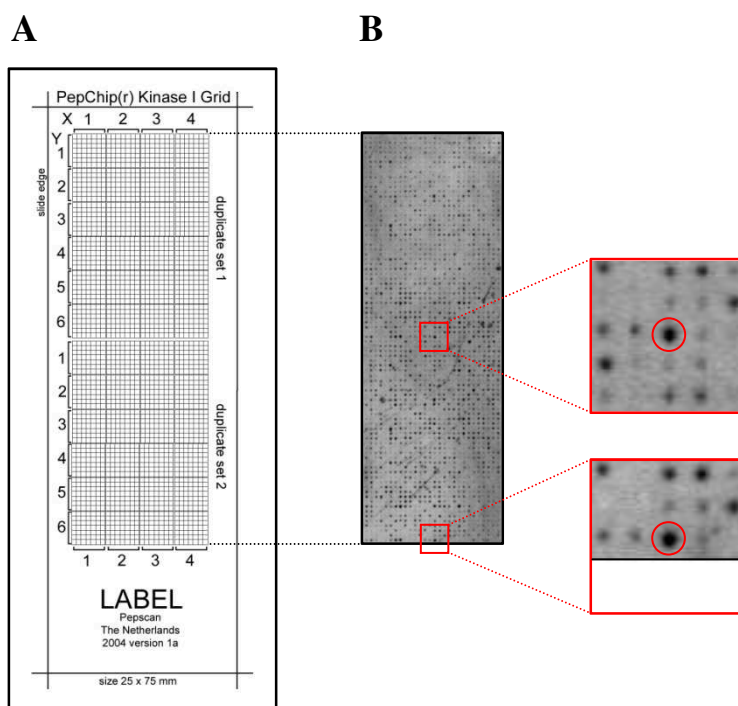 A
B
PepChip(r) Kinase I Grid
X 1 2 3 4
Y
1
2
3
4
5
6
1
2
3
4
5
6
slide edge
duplicate set 1
duplicate set 2
1 2 3 4
LABEL
Pepscan
The Netherlands
2004 version 1a
size 25 x 75 mm